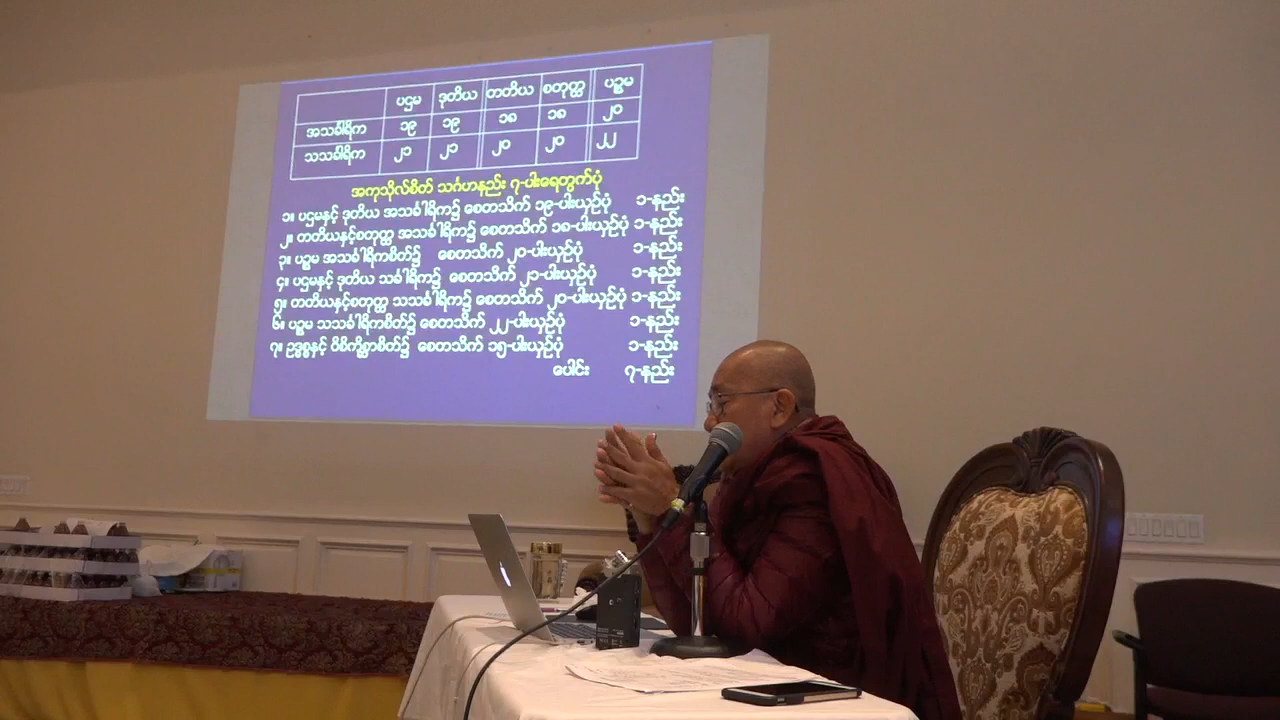 ပဌမ ဒုတိယ တတိယ စတုတ္ထ ပဉ္စမ
အသင်္ခါရိက ၁၉ ၁၉ ၁၈ ၁၈ ၂၀
သသင်္ခါရိက ၂၁ ၂၁ ၂၀ ၂၀ ၂၂
အကုသိုလ်စိတ် သင်္ဂဟနည်း ၇-ပါးရေတွက်ပုံ
၁။ ပဌမနှင့် ဒုတိယ အသင်္ခါရိက၌ စေတသိက် ၁၉-ပါးယှဉ်ပုံ ၁-နည်း
၂။ တတိယနှင့်စတုတ္ထ အသင်္ခါရိက၌ စေတသိက် ၁၈-ပါးယှဉ်ပုံ ၁-နည်း
၃။ ပဉ္စမ အသင်္ခါရိကစိတ်၌ စေတသိက် ၂၀-ပါးယှဉ်ပုံ ၁-နည်း
၄။ ပဌမနှင့် ဒုတိယ သင်္ခါရိက၌ စေတသိက် ၂၁-ပါးယှဉ်ပုံ ၁-နည်း
၅။ တတိယနှင့်စတုတ္ထ သသင်္ခါရိက၌ စေတသိက် ၂၀-ပါးယှဉ်ပုံ ၁-နည်း
၆။ ပဉ္စမ သသင်္ခါရိကစိတ်၌ စေတသိက် ၂၂-ပါးယှဉ်ပုံ ၁-နည်း
၇။ ဥဒ္ဓစ္စနှင့် ဝိစိကိစ္ဆာစိတ်၌ စေတသိက် ၁၅-ပါးယှဉ်ပုံ ၁-နည်း
ပေါင်း ၇-နည်း